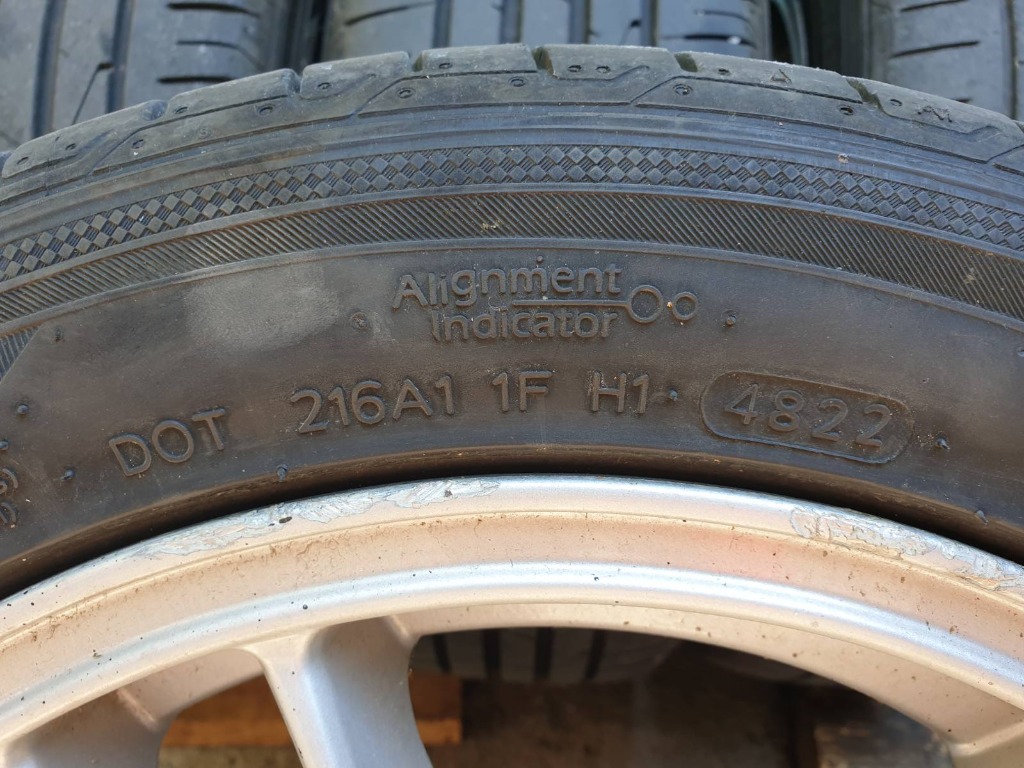 Alignment
Indicator
DOT 216A1 1F H1 4822